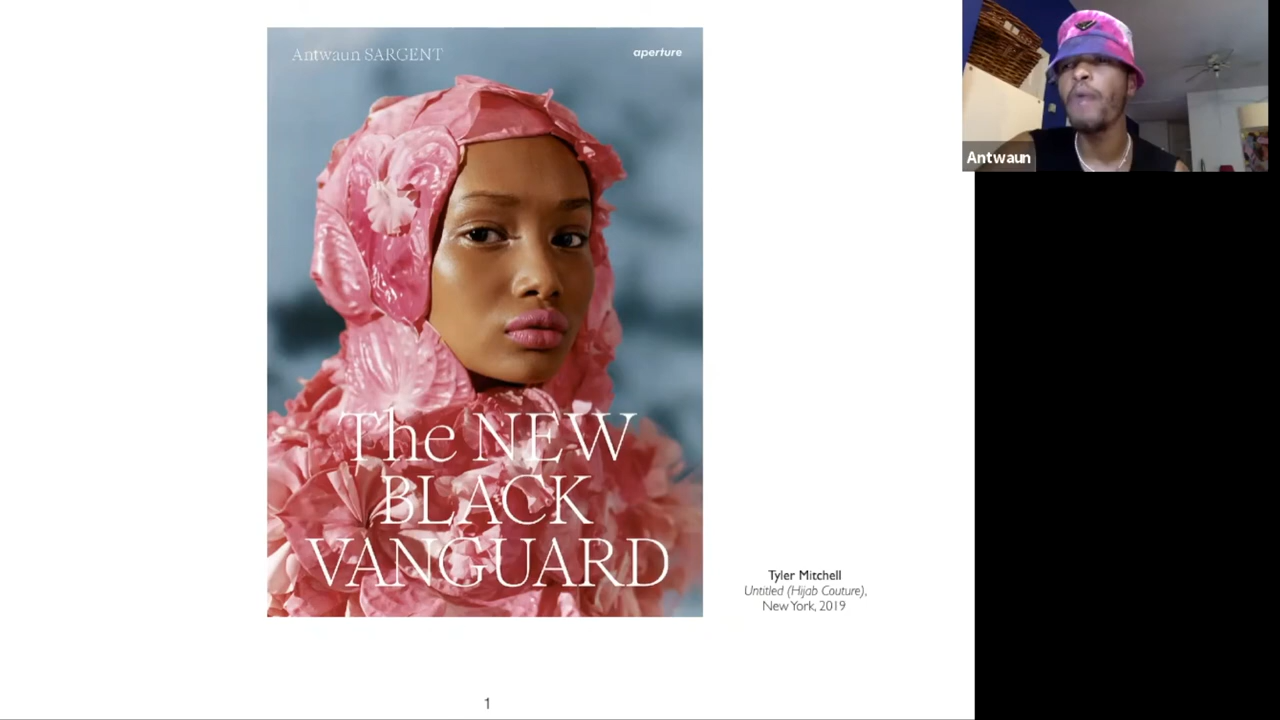 Antwaun SARGENT
aperture
The NEW
BLACK
VANGUARD
Tyler Mitchell
Untitled (Hijab Couture),
New York, 2019
1
Antwaun